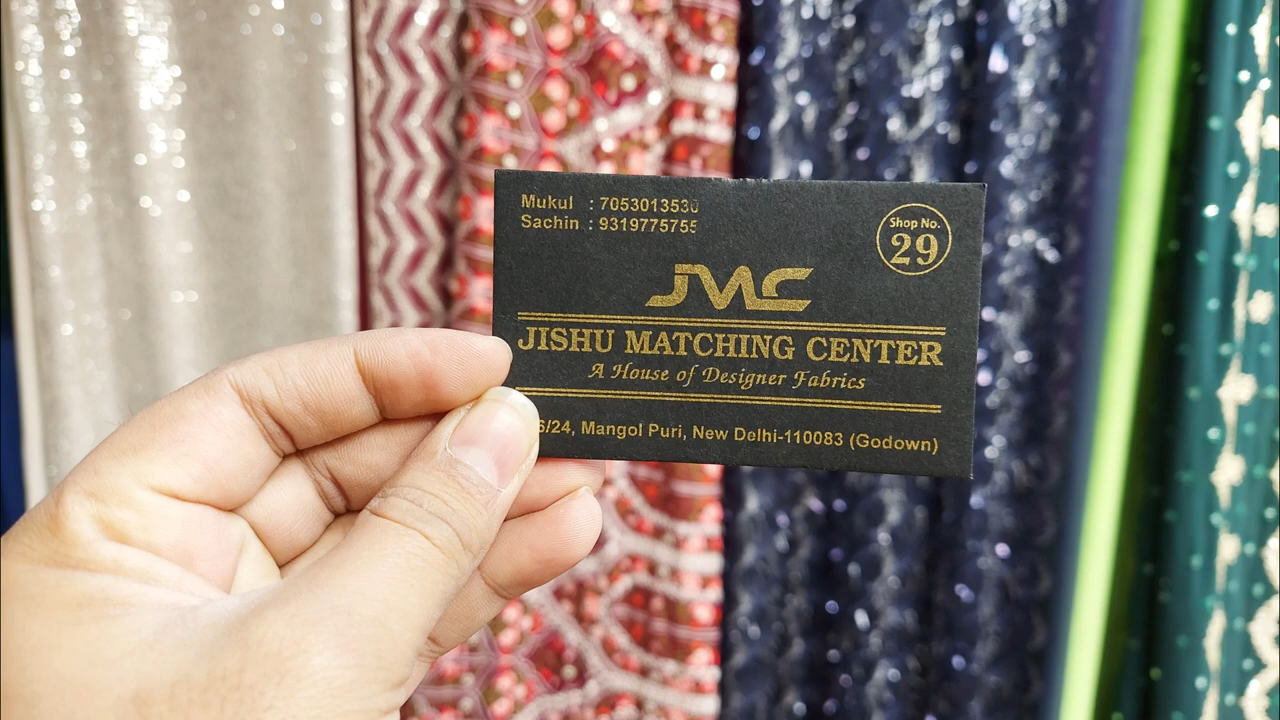 Mukul : 7053013530
Sachin : 9319775755
Shop No.
29
JMC
JISHU MATCHING CENTER
A House of Designer Fabrics
6/24, Mangol Puri, New Delhi-110083 (Godown)